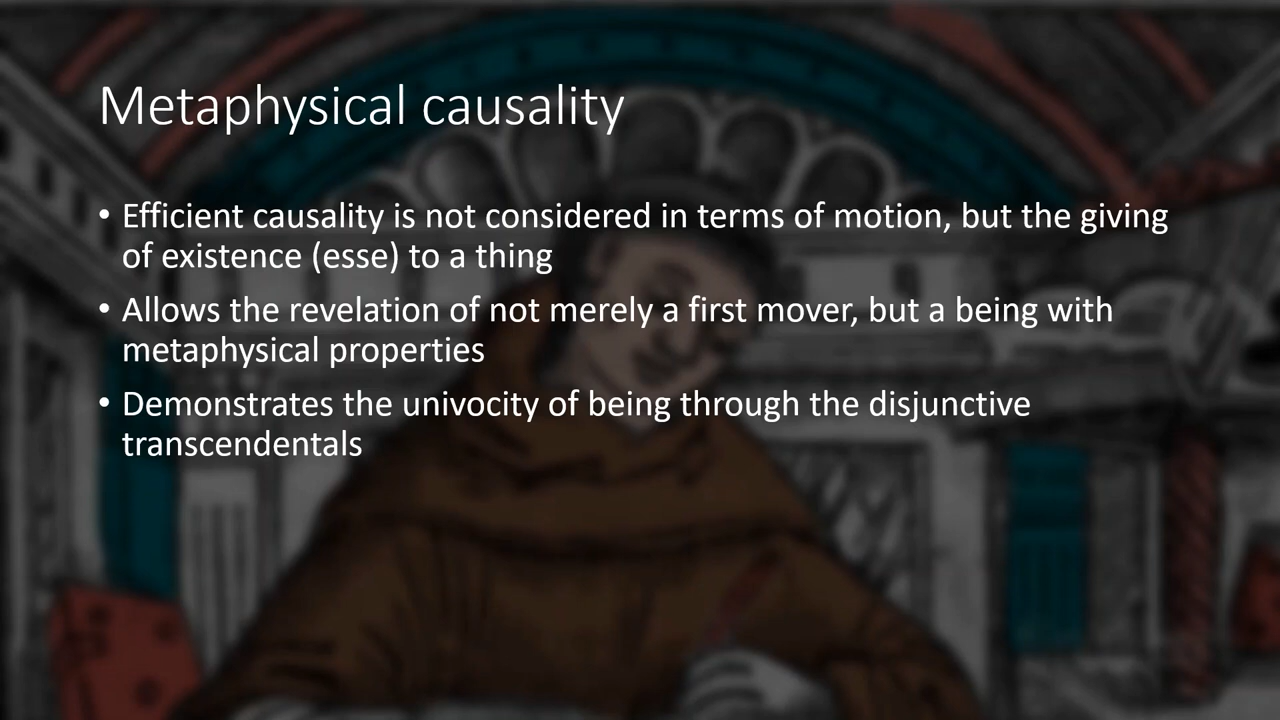 Metaphysical causality
• Efficient causality is not considered in terms of motion, but the giving
of existence (esse) to a thing
• Allows the revelation of not merely a first mover, but a being with
metaphysical properties
• Demonstrates the univocity of being through the disjunctive
transcendentals